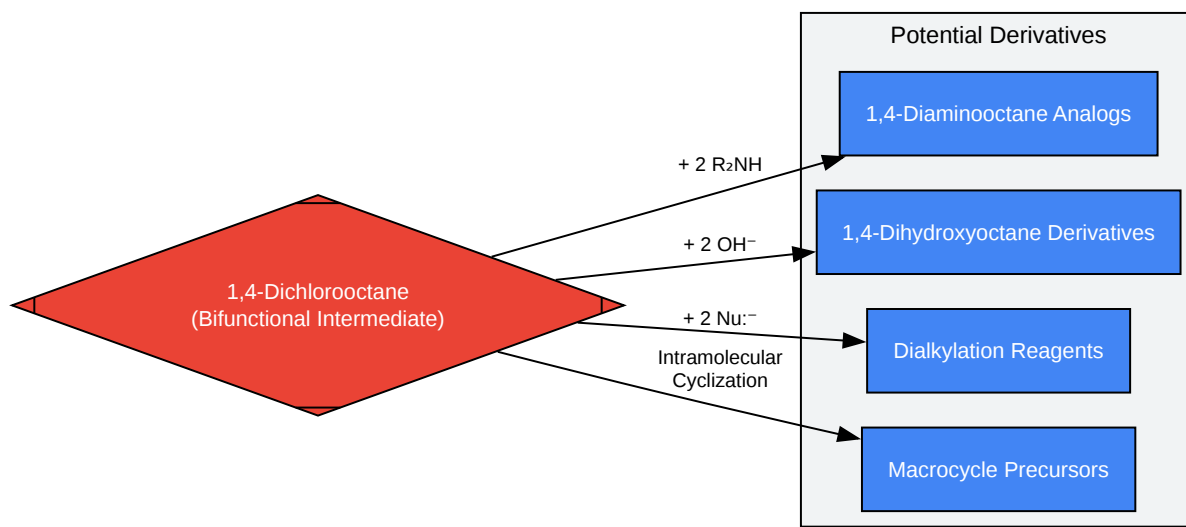 Potential Derivatives
1,4-Diaminooctane Analogs
+ 2 R₂NH
1,4-Dihydroxyoctane Derivatives
+ 2 OH⁻
1,4-Dichlorooctane
(Bifunctional Intermediate)
+ 2 Nu:⁻
Dialkylation Reagents
Intramolecular
Cyclization
Macrocycle Precursors